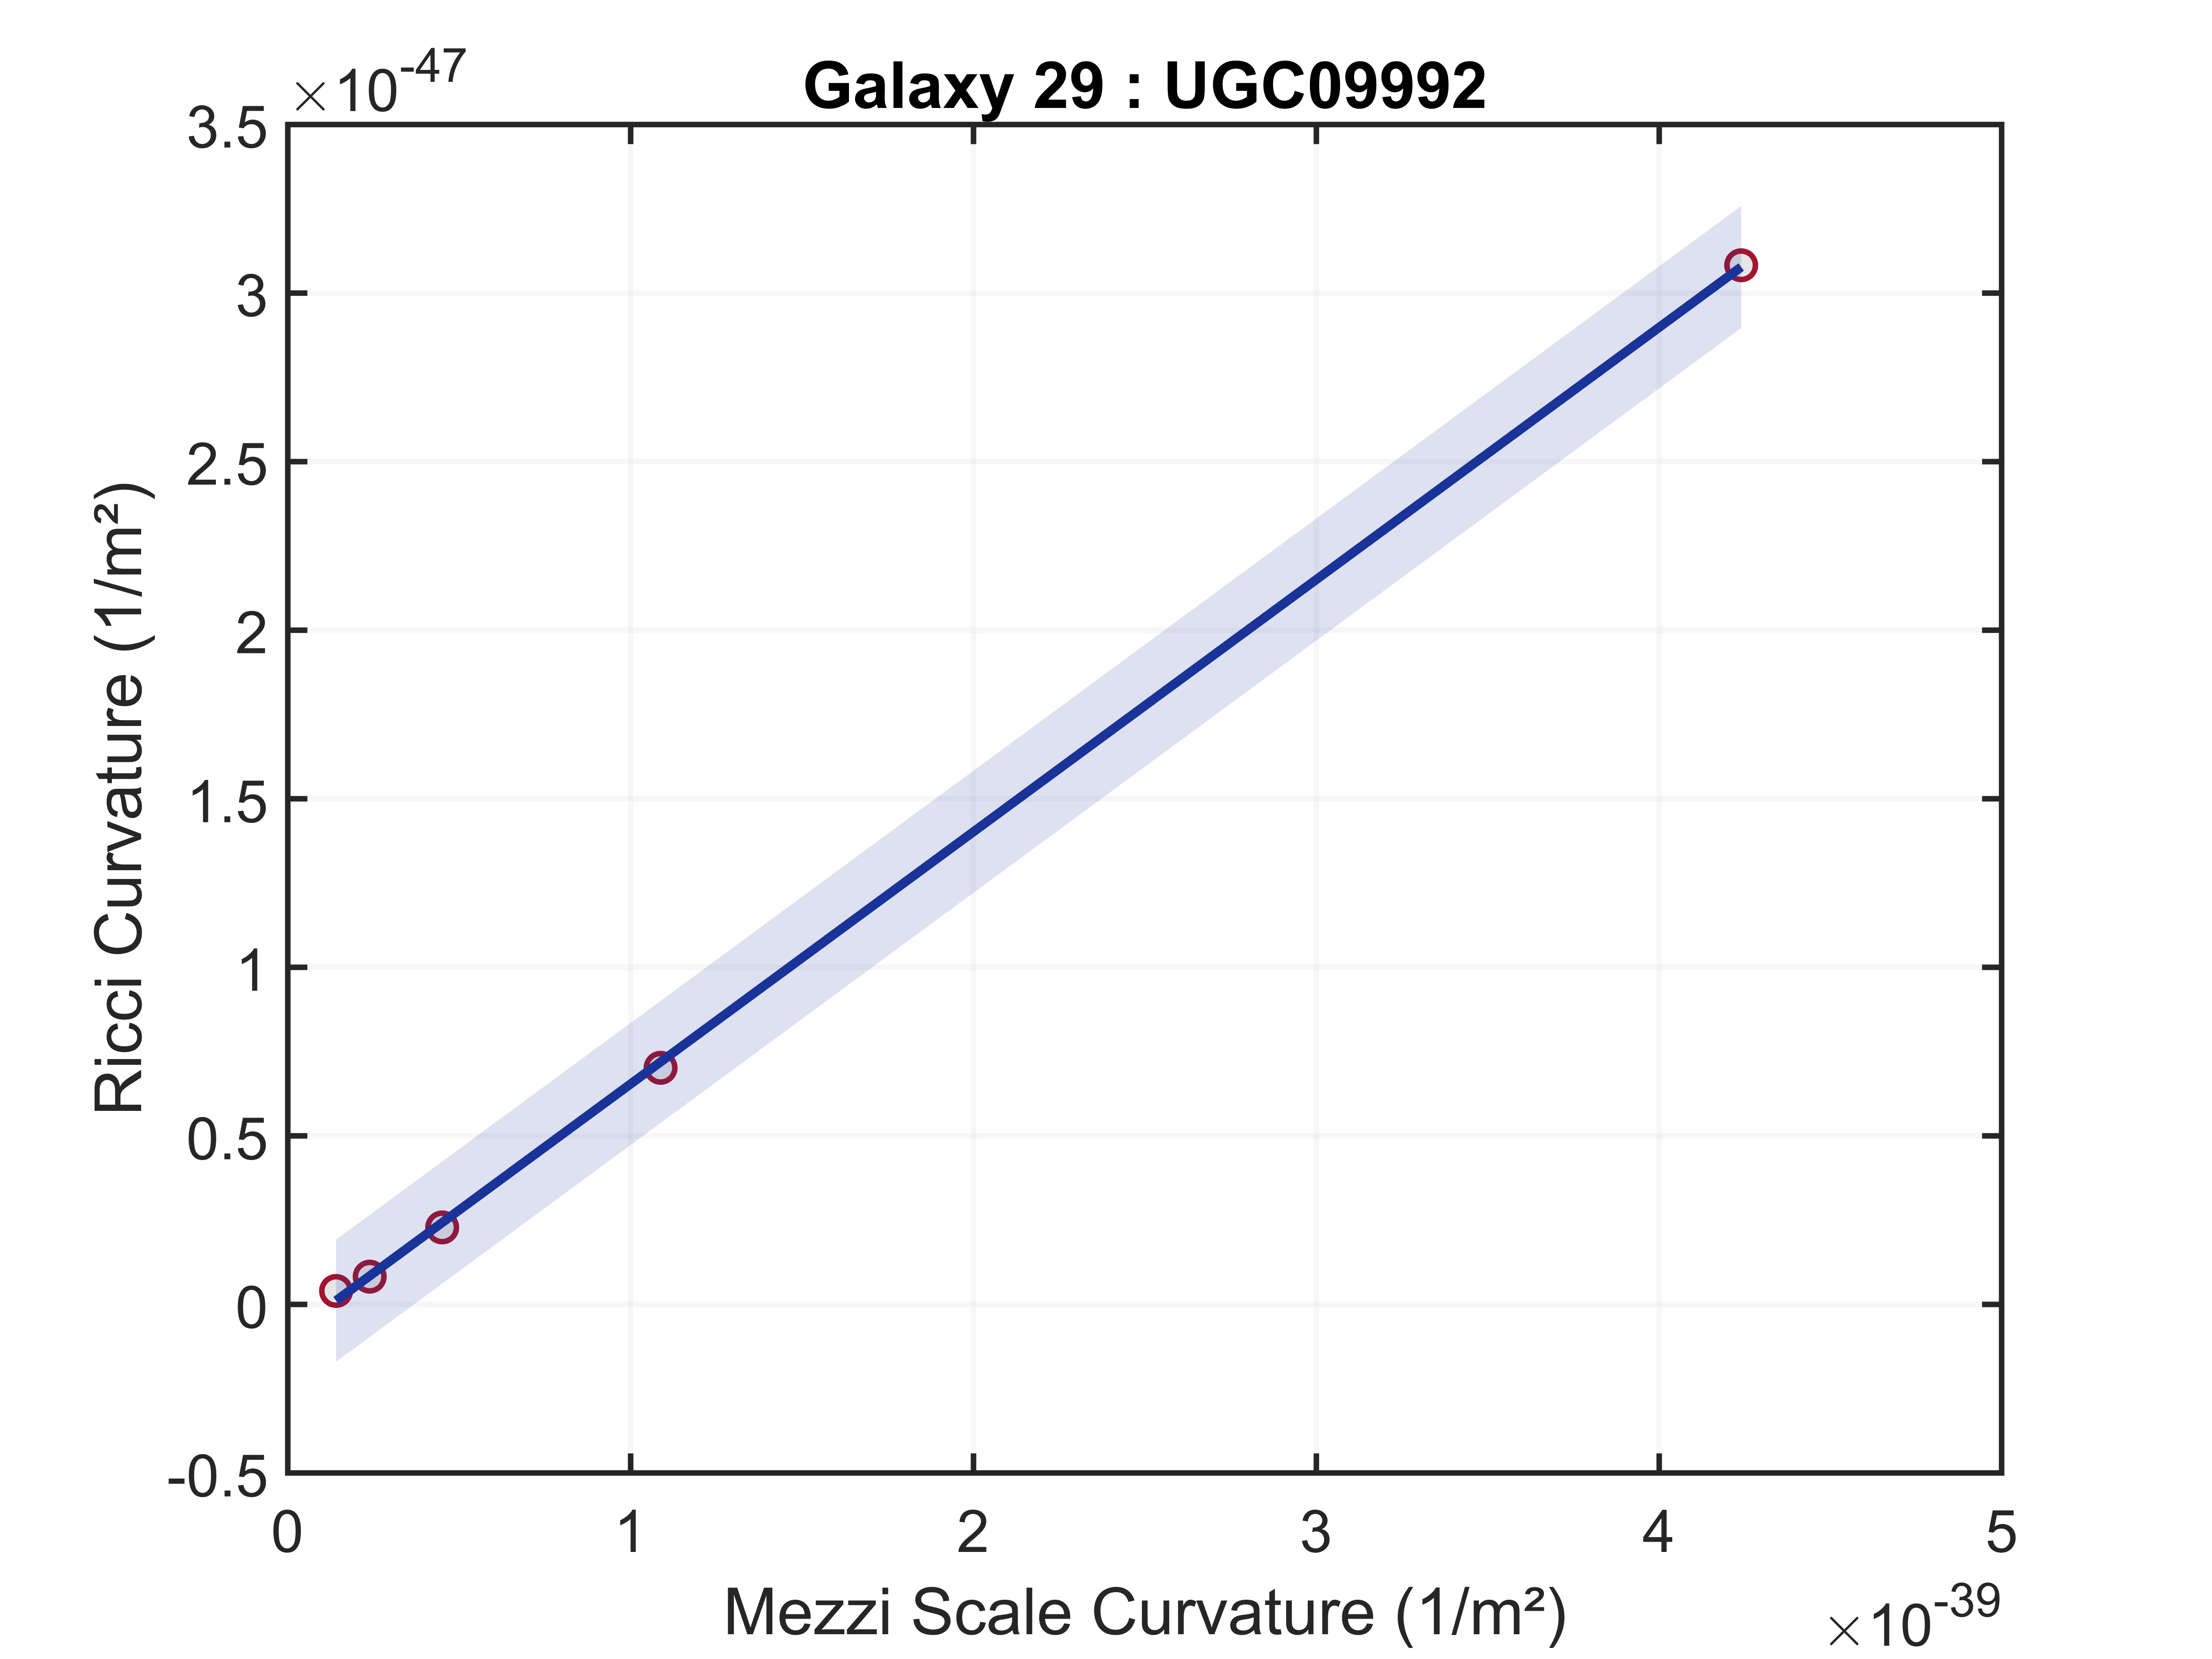 Galaxy 29 : UGC09992
×10⁻⁴⁷
3.5
3
2.5
2
1.5
1
0.5
0
-0.5
Ricci Curvature (1/m²)
0 1 2 3 4 5
Mezzi Scale Curvature (1/m²)
×10⁻³⁹